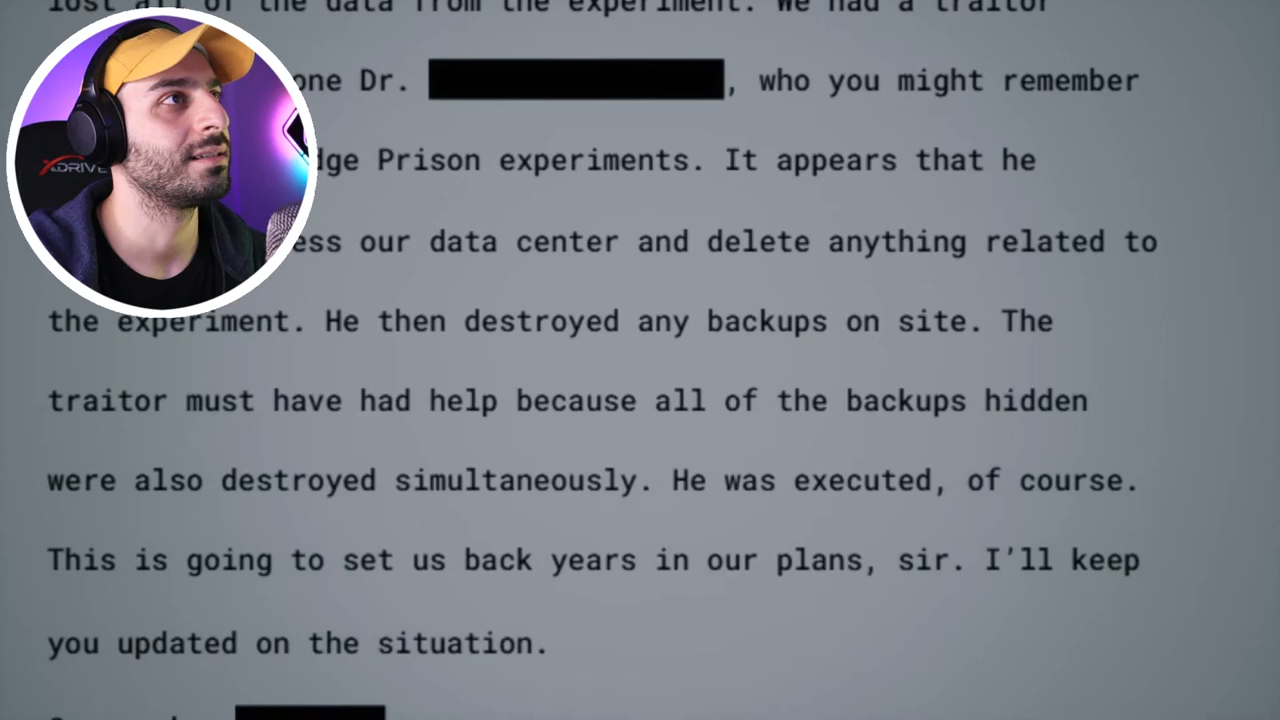 lost all of the data from the experiment. We had a traitor
one Dr. , who you might remember
dge Prison experiments. It appears that he
ess our data center and delete anything related to
the experiment. He then destroyed any backups on site. The
traitor must have had help because all of the backups hidden
were also destroyed simultaneously. He was executed, of course.
This is going to set us back years in our plans, sir. I’ll keep
you updated on the situation.
XDRIVE